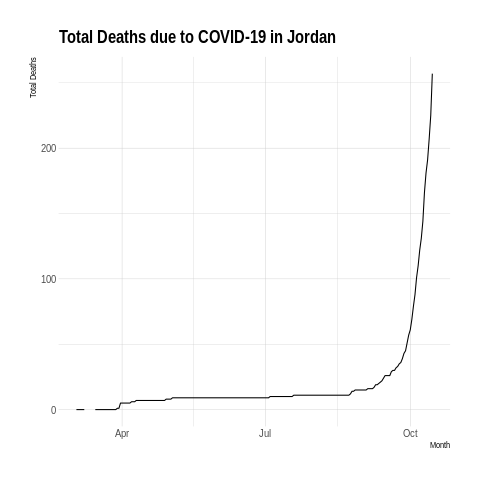 Total Deaths due to COVID-19 in Jordan
Total Deaths
200
100
0
Apr
Jul
Oct
Month